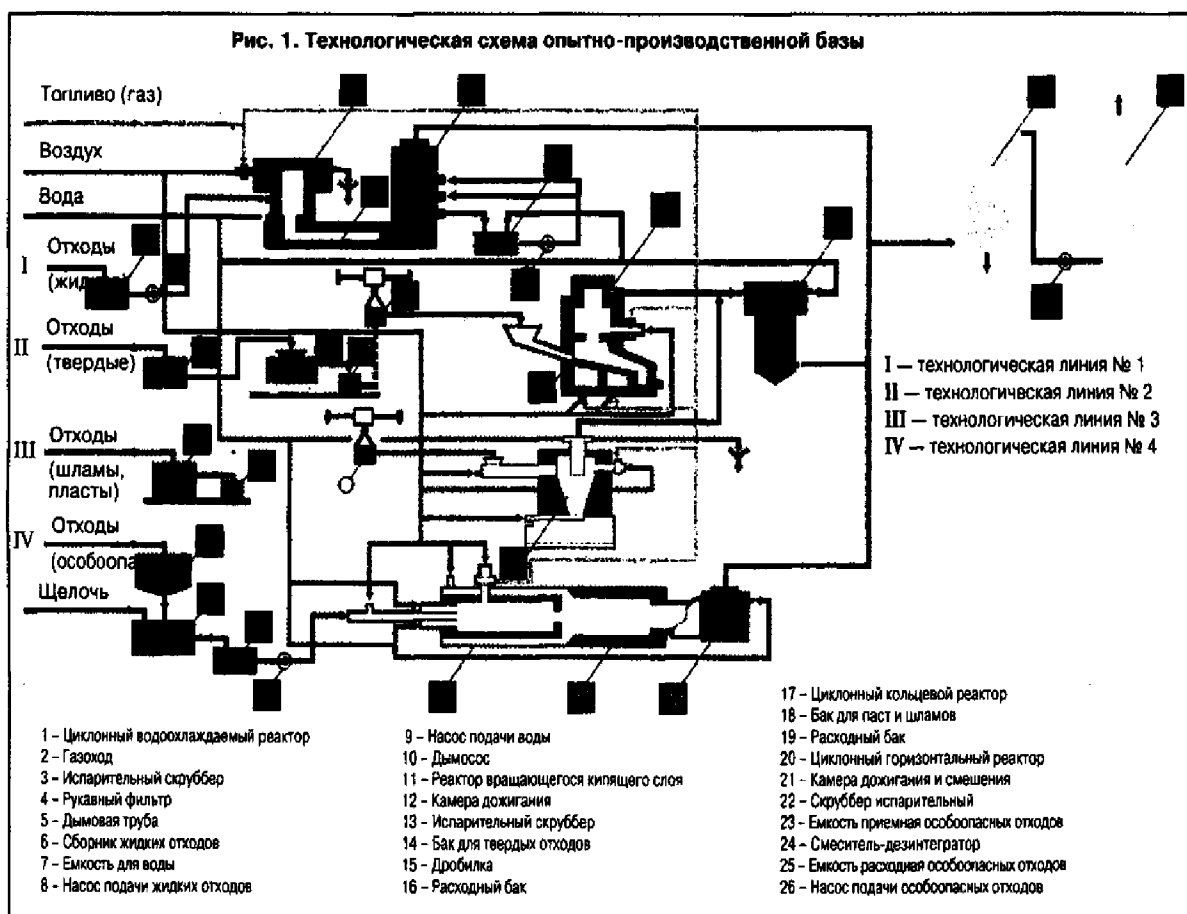 Рис. 1. Технологическая схема опытно-производственной базы
Топливо (газ)
Воздух
Вода
I Отходы
(жид
II Отходы
(твердые)
III Отходы
(шламы,
пласты)
IV Отходы
(особоопа
Щелочь
I — технологическая линия № 1
II — технологическая линия № 2
III — технологическая линия № 3
IV — технологическая линия № 4
1 – Циклонный водоохлаждаемый реактор
2 – Газоход
3 – Испарительный скруббер
4 – Рукавный фильтр
5 – Дымовая труба
6 – Сборник жидких отходов
7 – Емкость для воды
8 – Насос подачи жидких отходов
9 – Насос подачи воды
10 – Дымосос
11 – Реактор вращающегося кипящего слоя
12 – Камера дожигания
13 – Испарительный скруббер
14 – Бак для твердых отходов
15 – Дробилка
16 – Расходный бак
17 – Циклонный кольцевой реактор
18 – Бак для паст и шламов
19 – Расходный бак
20 – Циклонный горизонтальный реактор
21 – Камера дожигания и смешения
22 – Скруббер испарительный
23 – Емкость приемная особоопасных отходов
24 – Смеситель-дезинтегратор
25 – Емкость расходная особоопасных отходов
26 – Насос подачи особоопасных отходов